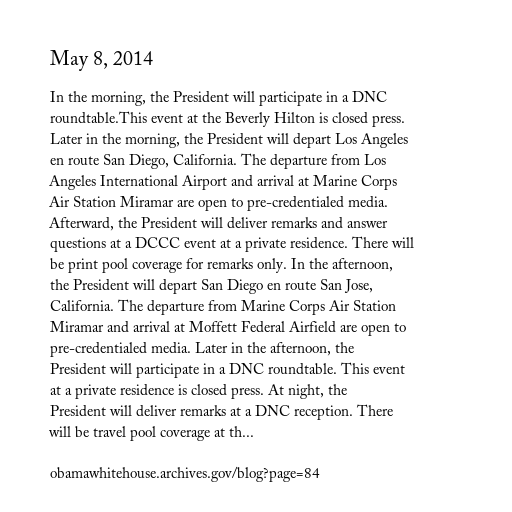 May 8, 2014
In the morning, the President will participate in a DNC
roundtable.This event at the Beverly Hilton is closed press.
Later in the morning, the President will depart Los Angeles
en route San Diego, California. The departure from Los
Angeles International Airport and arrival at Marine Corps
Air Station Miramar are open to pre-credentialed media.
Afterward, the President will deliver remarks and answer
questions at a DCCC event at a private residence. There will
be print pool coverage for remarks only. In the afternoon,
the President will depart San Diego en route San Jose,
California. The departure from Marine Corps Air Station
Miramar and arrival at Moffett Federal Airfield are open to
pre-credentialed media. Later in the afternoon, the
President will participate in a DNC roundtable. This event
at a private residence is closed press. At night, the
President will deliver remarks at a DNC reception. There
will be travel pool coverage at th...
obamawhitehouse.archives.gov/blog?page=84